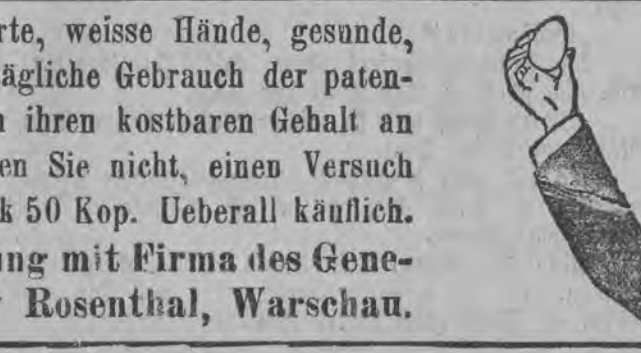 rte, weisse Hände, gesunde,
ägliche Gebrauch der paten-
ihren kostbaren Gehalt an
en Sie nicht, einen Versuch
k 50 Kop. Ueberall käuflich.
ung mit Firma des Gene-
Rosenthal, Warschau.